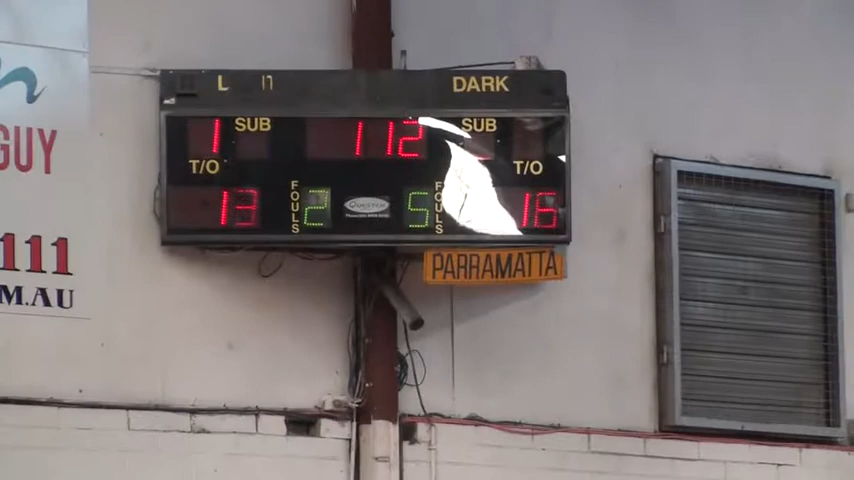 DARK
1 SUB 112 SUB
T/O T/O
13 FOULS 2 5 FOULS 16
PARRAMATTA
GUY
111
M.AU